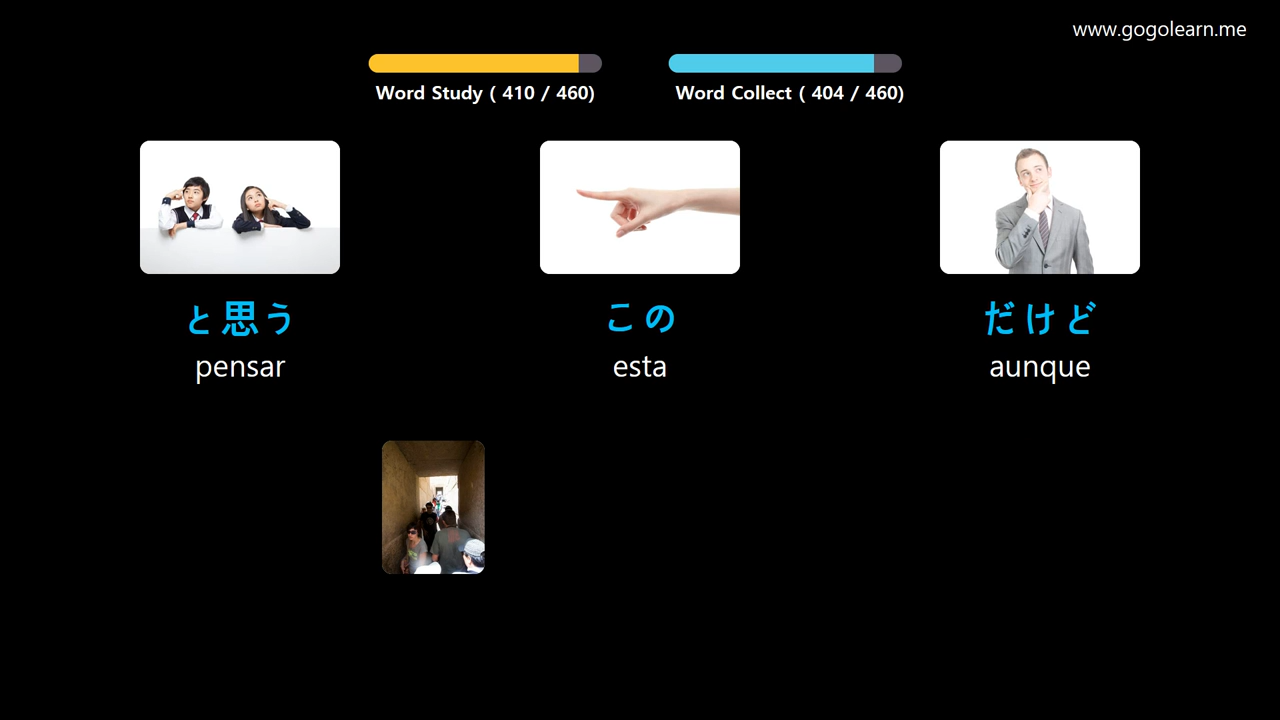 www.gogolearn.me
Word Study ( 410 / 460)
Word Collect ( 404 / 460)
と思う
この
だけど
pensar
esta
aunque